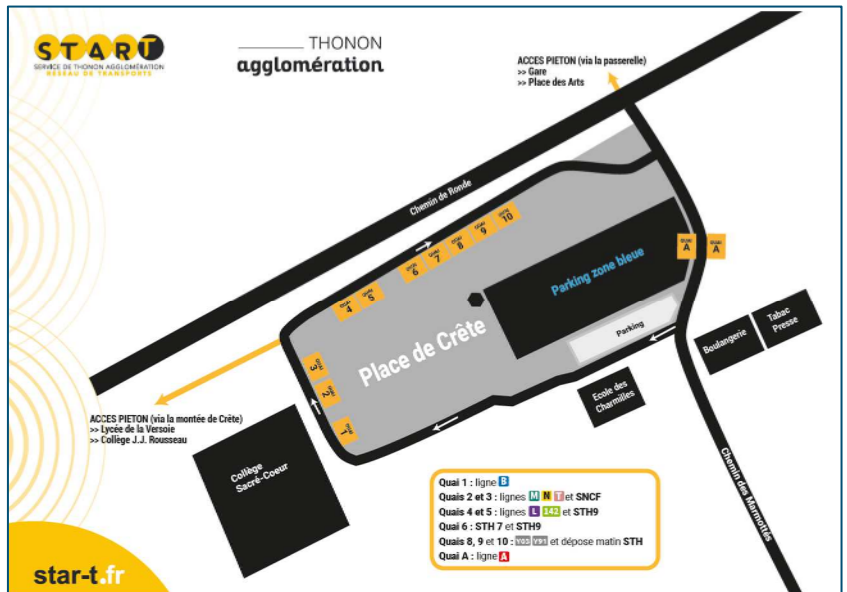 START
SERVICE DE THONON AGGLOMÉRATION
RÉSEAU DE TRANSPORTS
THONON
agglomération
ACCES PIETON (via la passerelle)
>> Gare
>> Place des Arts
Chemin de Ronde
QUAI 10
QUAI 9
QUAI 8
QUAI 7
QUAI 6
QUAI 5
QUAI 4
QUAI A
QUAI A
Parking zone bleue
Place de Crête
Parking
Boulangerie
Tabac
Presse
QUAI 3
QUAI 2
QUAI 1
Ecole des
Charmilles
ACCES PIETON (via la montée de Crête)
>> Lycée de la Versoie
>> Collège J.J. Rousseau
Collège
Sacré-Coeur
Chemin des Marmottés
Quai 1 : ligne B
Quais 2 et 3 : lignes M N T et SNCF
Quais 4 et 5 : lignes L 142 et STH9
Quai 6 : STH 7 et STH9
Quais 8, 9 et 10 : Y03 Y91 et dépose matin STH
Quai A : ligne A
star-t.fr